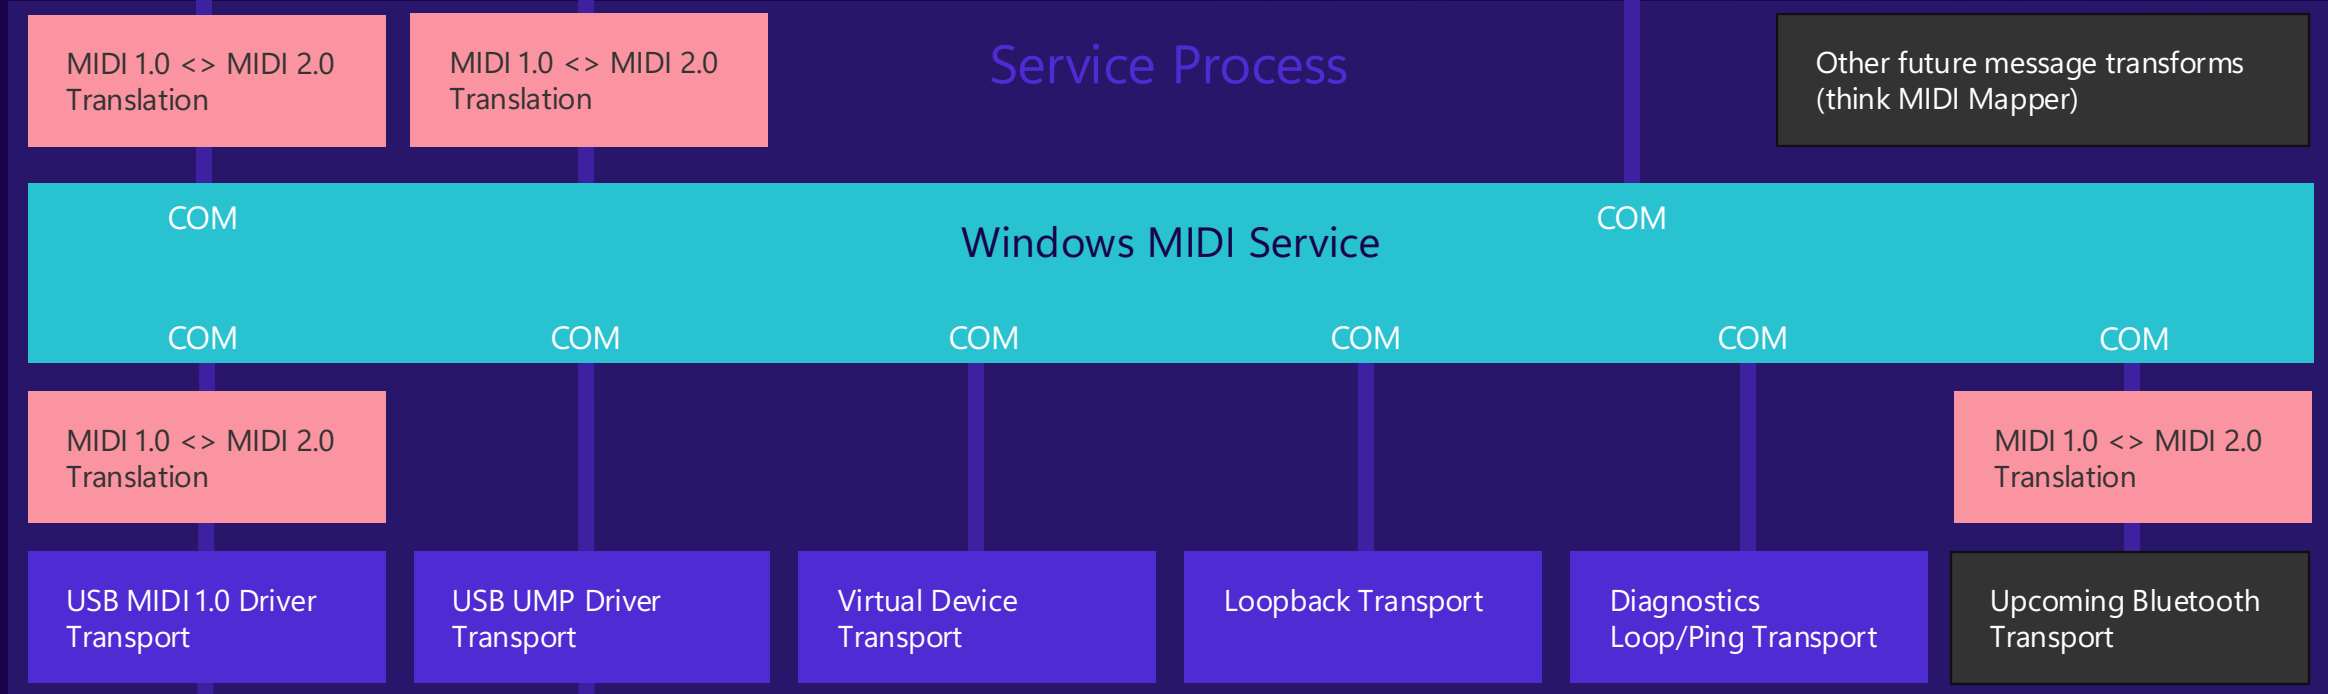 MIDI 1.0 <> MIDI 2.0
Translation
MIDI 1.0 <> MIDI 2.0
Translation
Service Process
Other future message transforms
(think MIDI Mapper)
COM
COM
Windows MIDI Service
COM
COM
COM
COM
COM
COM
MIDI 1.0 <> MIDI 2.0
Translation
MIDI 1.0 <> MIDI 2.0
Translation
USB MIDI 1.0 Driver
Transport
USB UMP Driver
Transport
Virtual Device
Transport
Loopback Transport
Diagnostics
Loop/Ping Transport
Upcoming Bluetooth
Transport